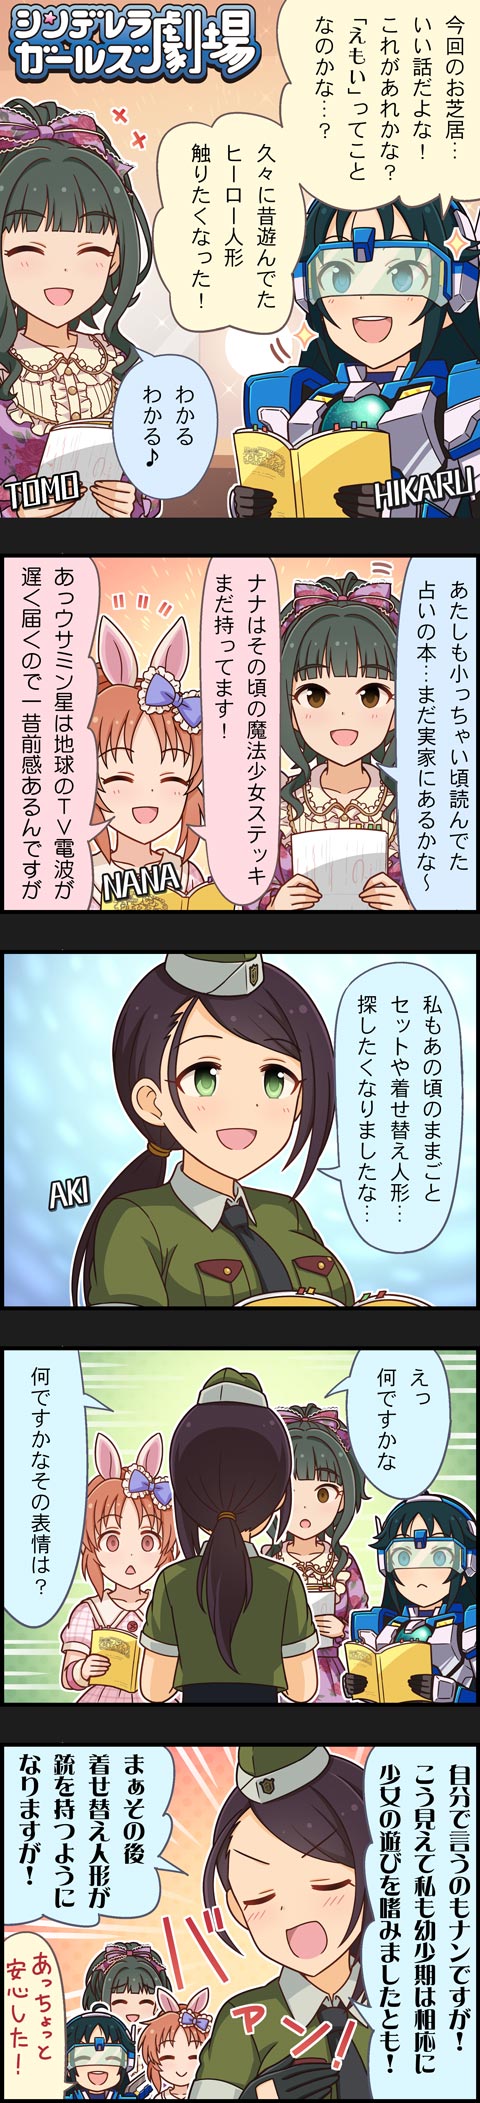 シンデレラ
ガールズ劇場
今回のお芝居…
いい話だよな！
これがあれかな？
「えもい」ってこと
なのかな…？
久々に昔遊んでた
ヒーロー人形
触りたくなった！
わかる
わかる♪
TOMO
HIKARU
あたしも小っちゃい頃読んでた
占いの本…まだ実家にあるかな～
ナナはその頃の魔法少女ステッキ
まだ持ってます！
あっウサミン星は地球のTV電波が
遅く届くので一昔前感あるんですが
NANA
私もあの頃のままごと
セットや着せ替え人形…
探したくなりましたな…
AKI
えっ
何ですかな
何ですかなその表情は？
自分で言うのもナンですが！
こう見えて私も幼少期は相応に
少女の遊びを嗜みましたとも！
まぁその後
着せ替え人形が
銃を持つように
なりますが！
アン！
あっちょっと
安心した！